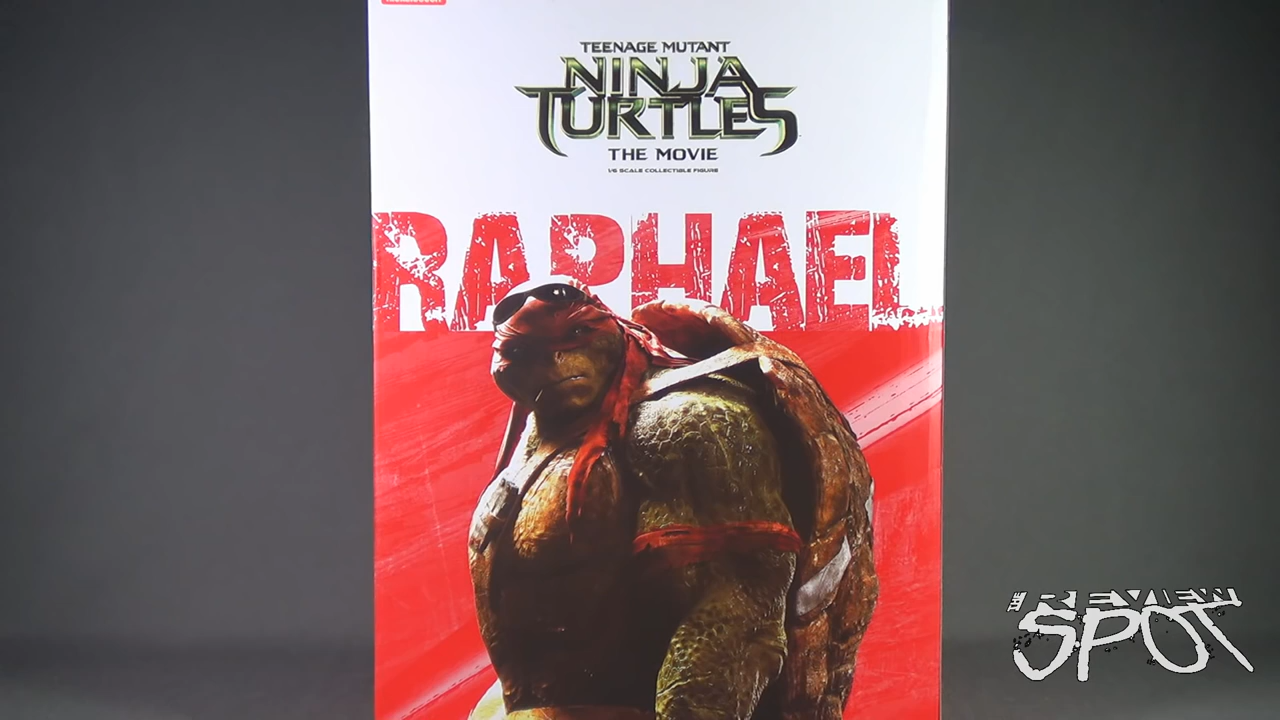 TEENAGE MUTANT
NINJA
TURTLES
THE MOVIE
1/6 SCALE COLLECTIBLE FIGURE
RAPHAEL
THE REVIEW
SPOT